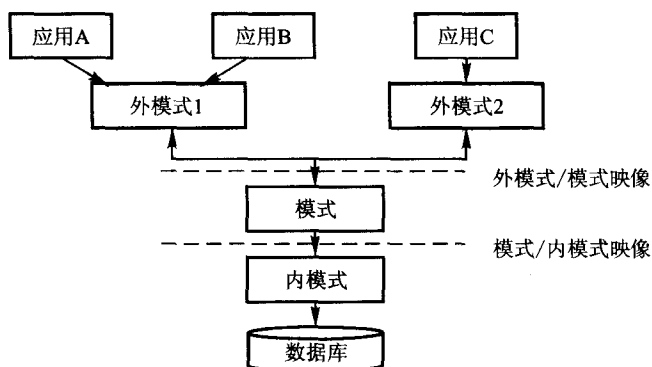 应用A 应用B 应用C
外模式1 外模式2
外模式/模式映像
模式
模式/内模式映像
内模式
数据库